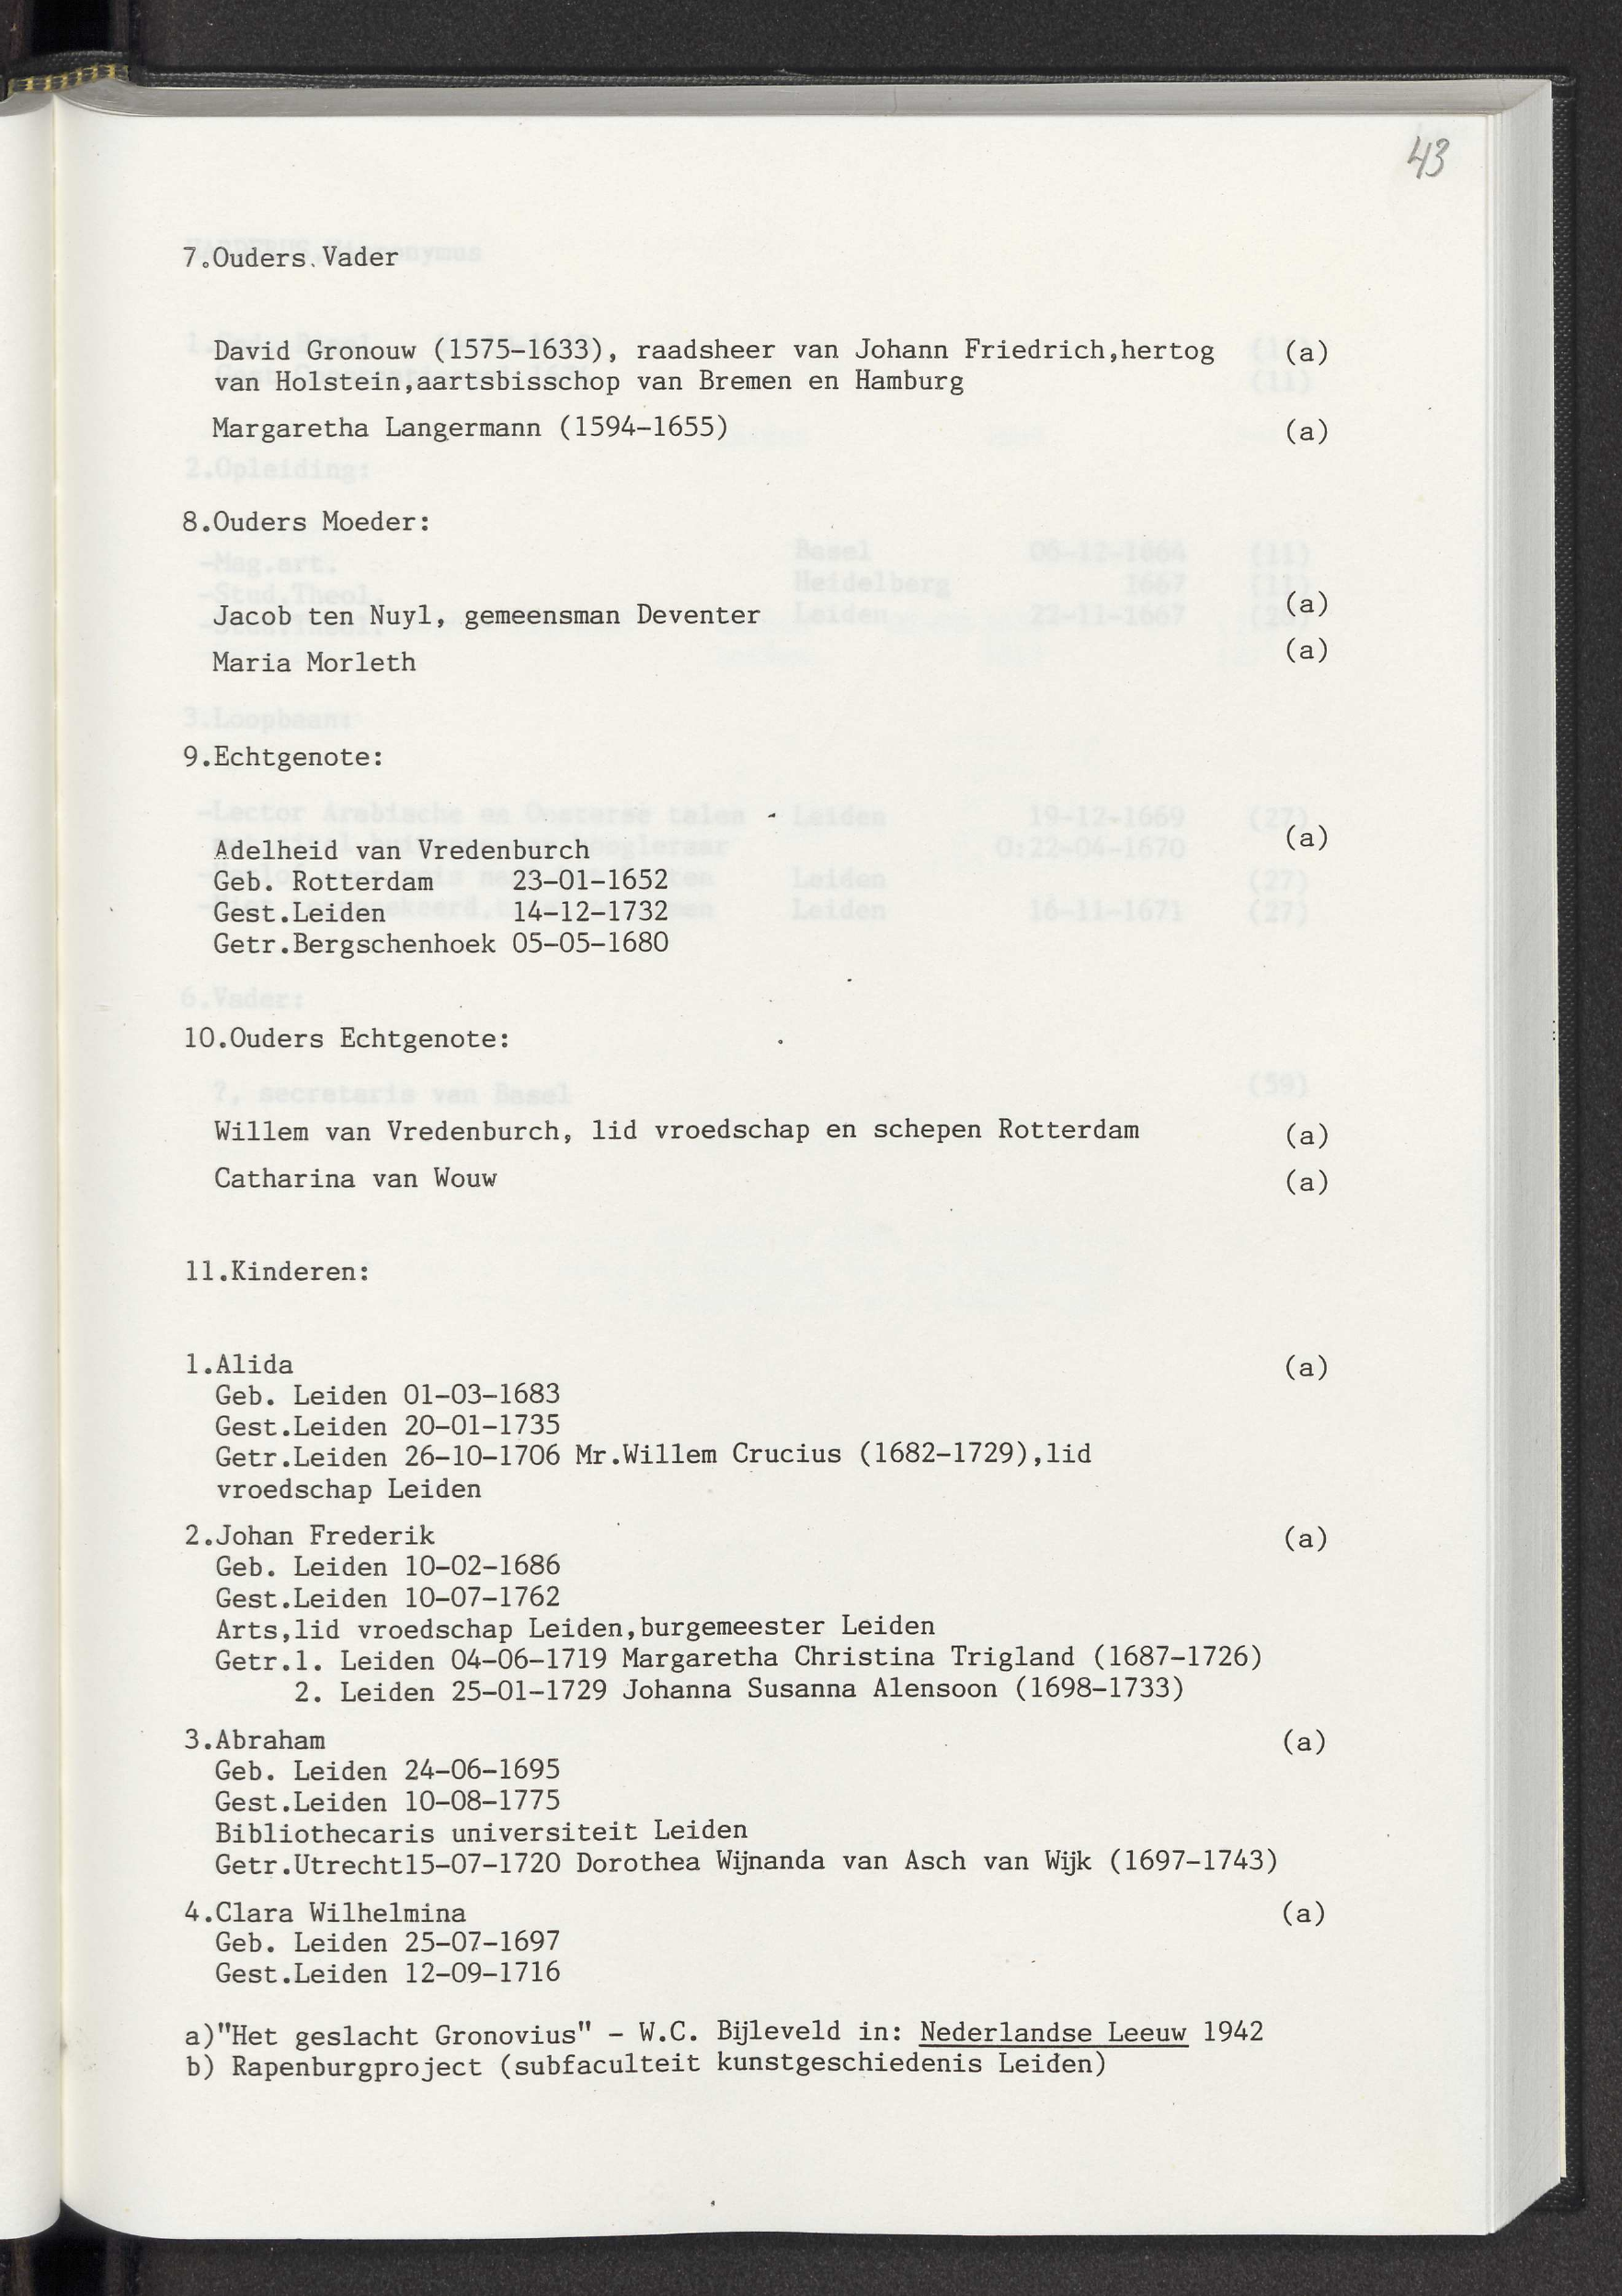 43
7.Ouders Vader
David Gronouw (1575-1633), raadsheer van Johann Friedrich,hertog (a)
van Holstein,aartsbisschop van Bremen en Hamburg
Margaretha Langermann (1594-1655) (a)
8.Ouders Moeder:
Jacob ten Nuyl, gemeensman Deventer (a)
Maria Morleth (a)
9.Echtgenote:
Adelheid van Vredenburch (a)
Geb. Rotterdam 23-01-1652
Gest.Leiden 14-12-1732
Getr.Bergschenhoek 05-05-1680
10.Ouders Echtgenote:
Willem van Vredenburch, lid vroedschap en schepen Rotterdam (a)
Catharina van Wouw (a)
11.Kinderen:
1.Alida (a)
Geb. Leiden 01-03-1683
Gest.Leiden 20-01-1735
Getr.Leiden 26-10-1706 Mr.Willem Crucius (1682-1729),lid
vroedschap Leiden
2.Johan Frederik (a)
Geb. Leiden 10-02-1686
Gest.Leiden 10-07-1762
Arts,lid vroedschap Leiden,burgemeester Leiden
Getr.1. Leiden 04-06-1719 Margaretha Christina Trigland (1687-1726)
2. Leiden 25-01-1729 Johanna Susanna Alensoon (1698-1733)
3.Abraham (a)
Geb. Leiden 24-06-1695
Gest.Leiden 10-08-1775
Bibliothecaris universiteit Leiden
Getr.Utrecht15-07-1720 Dorothea Wijnanda van Asch van Wijk (1697-1743)
4.Clara Wilhelmina (a)
Geb. Leiden 25-07-1697
Gest.Leiden 12-09-1716
a)"Het geslacht Gronovius" - W.C. Bijleveld in: Nederlandse Leeuw 1942
b) Rapenburgproject (subfaculteit kunstgeschiedenis Leiden)